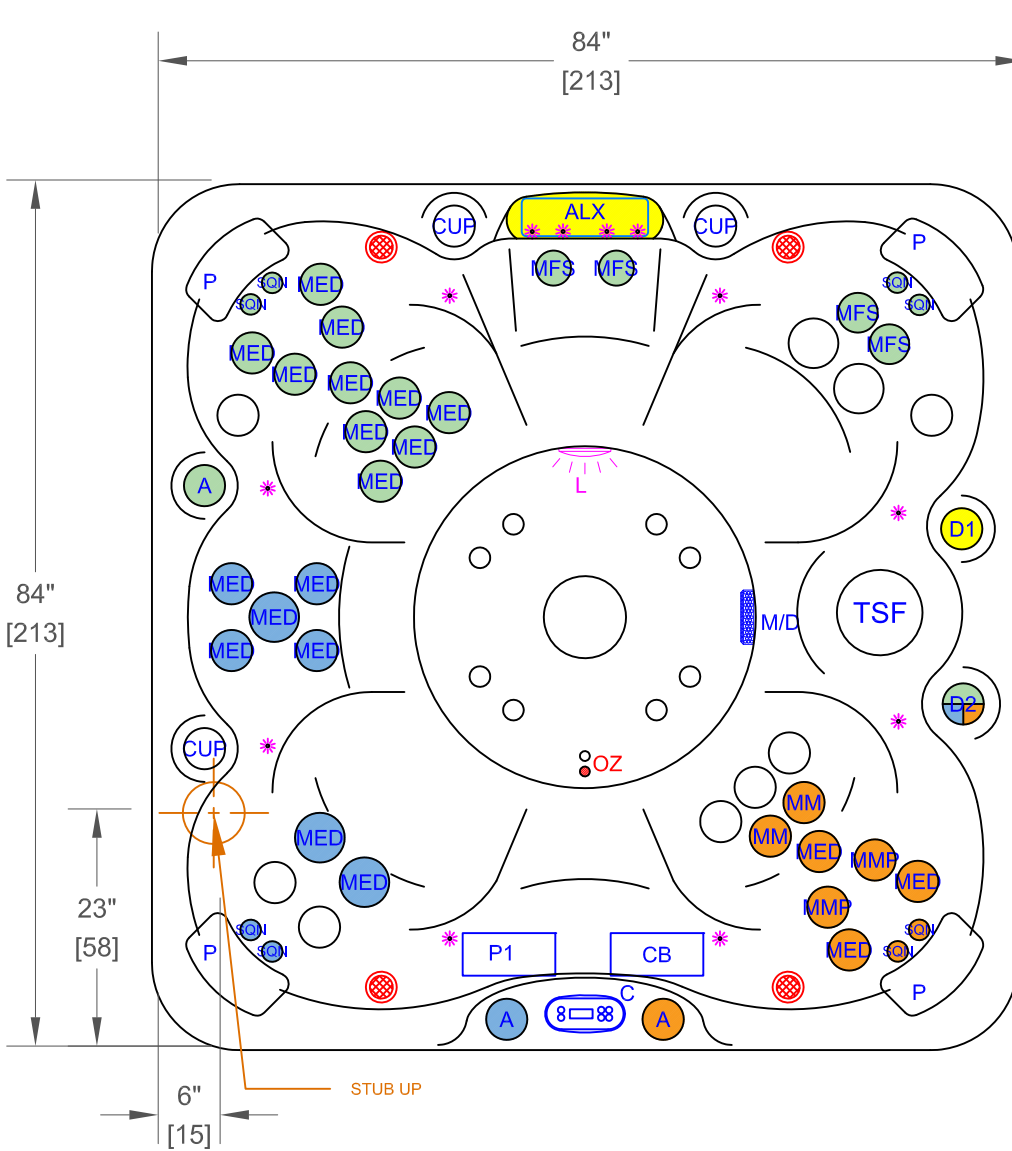 84"
[213]
ALX
CUP
CUP
P
P
MFS
MFS
SQN
SQN
SQN
SQN
MED
MFS
MED
MFS
MED
MED
MED
MED
MED
MED
MED
MED
A
L
D1
84"
[213]
MED
MED
MED
MED
MED
TSF
M/D
D2
CUP
OZ
MM
MM
MED
MED
MMP
MED
MED
23"
[58]
MMP
SQN
SQN
SQN
SQN
MED
P
P1
CB
P
C
A
A
STUB UP
6"
[15]